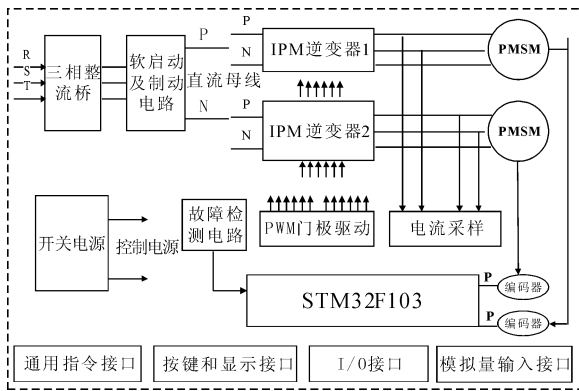 R
S
T
三相整
流桥
软启动
及制动
电路
P
直流母线
N
P
N
IPM逆变器1
PMSM
P
N
IPM逆变器2
PMSM
开关电源
控制电源
故障检
测电路
PWM门极驱动
电流采样
STM32F103
P
编码器
P
编码器
通用指令接口
按键和显示接口
I/O接口
模拟量输入接口